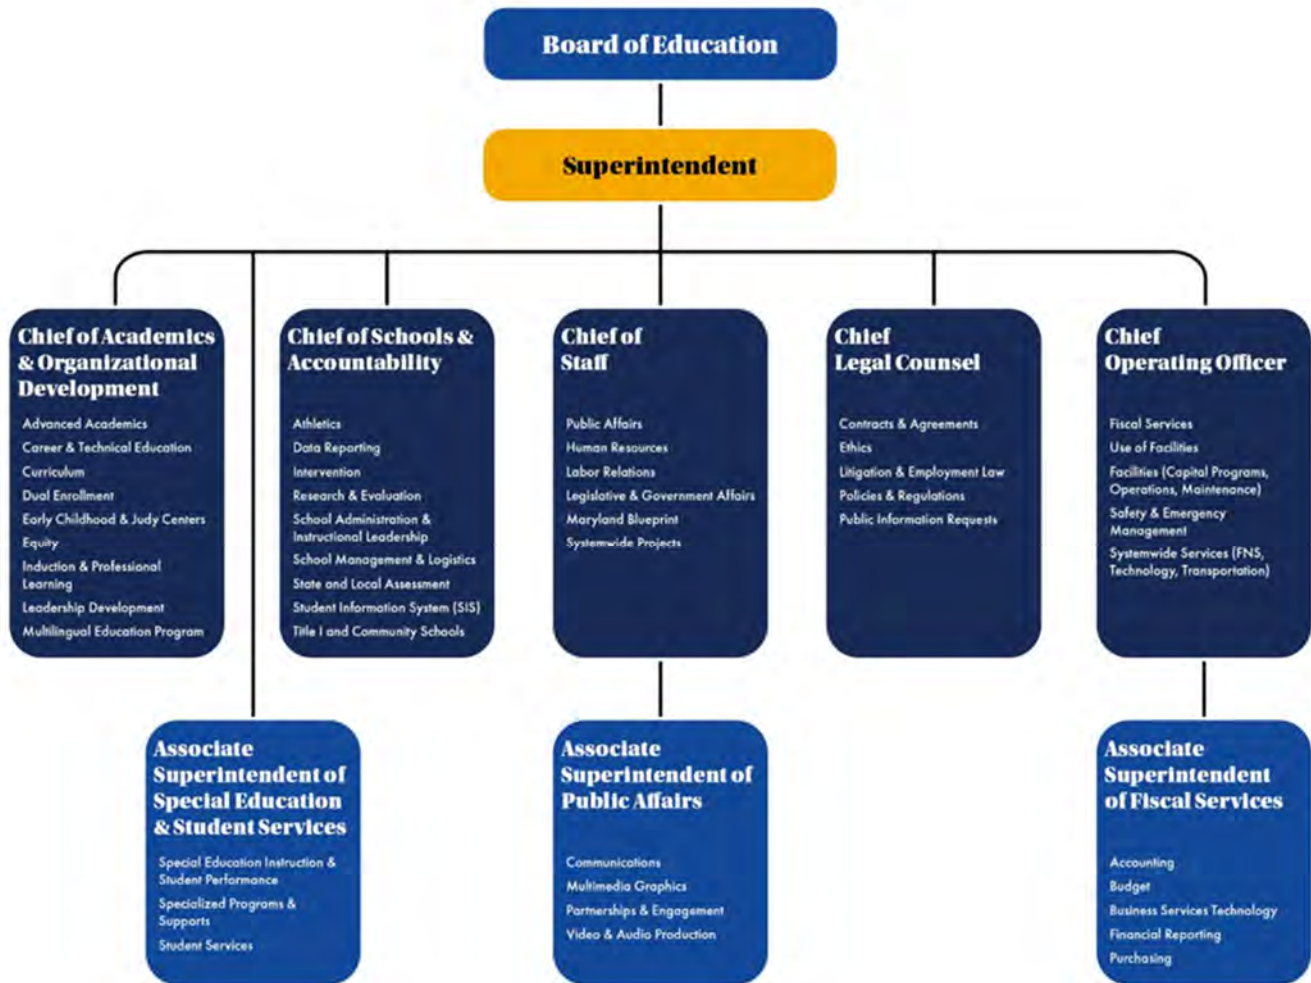 Board of Education
Superintendent
Chief of Academics
& Organizational
Development
Advanced Academics
Career & Technical Education
Curriculum
Dual Enrollment
Early Childhood & Judy Centers
Equity
Induction & Professional
Learning
Leadership Development
Multilingual Education Program
Chief of Schools &
Accountability
Athletics
Data Reporting
Intervention
Research & Evaluation
School Administration &
Instructional Leadership
School Management & Logistics
State and Local Assessment
Student Information System (SIS)
Title I and Community Schools
Chief of
Staff
Public Affairs
Human Resources
Labor Relations
Legislative & Government Affairs
Maryland Blueprint
Systemwide Projects
Chief
Legal Counsel
Contracts & Agreements
Ethics
Litigation & Employment Law
Policies & Regulations
Public Information Requests
Chief
Operating Officer
Fiscal Services
Use of Facilities
Facilities (Capital Programs,
Operations, Maintenance)
Safety & Emergency
Management
Systemwide Services (FNS,
Technology, Transportation)
Associate
Superintendent of
Special Education
& Student Services
Special Education Instruction &
Student Performance
Specialized Programs &
Supports
Student Services
Associate
Superintendent of
Public Affairs
Communications
Multimedia Graphics
Partnerships & Engagement
Video & Audio Production
Associate
Superintendent
of Fiscal Services
Accounting
Budget
Business Services Technology
Financial Reporting
Purchasing